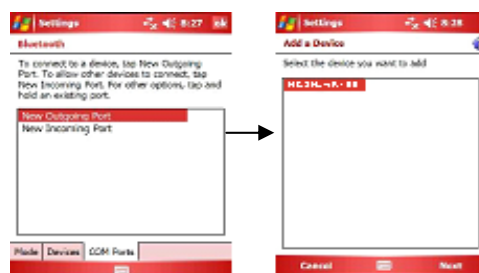 Settings 8:27 ok
Bluetooth
To connect to a device, tap New Outgoing
Port. To allow other devices to connect, tap
New Incoming Port. For other options, tap and
hold an existing port.
New Outgoing Port
New Incoming Port
Mode Devices COM Ports
Settings 8:28
Add a Device
Select the device you want to add
Cancel Next